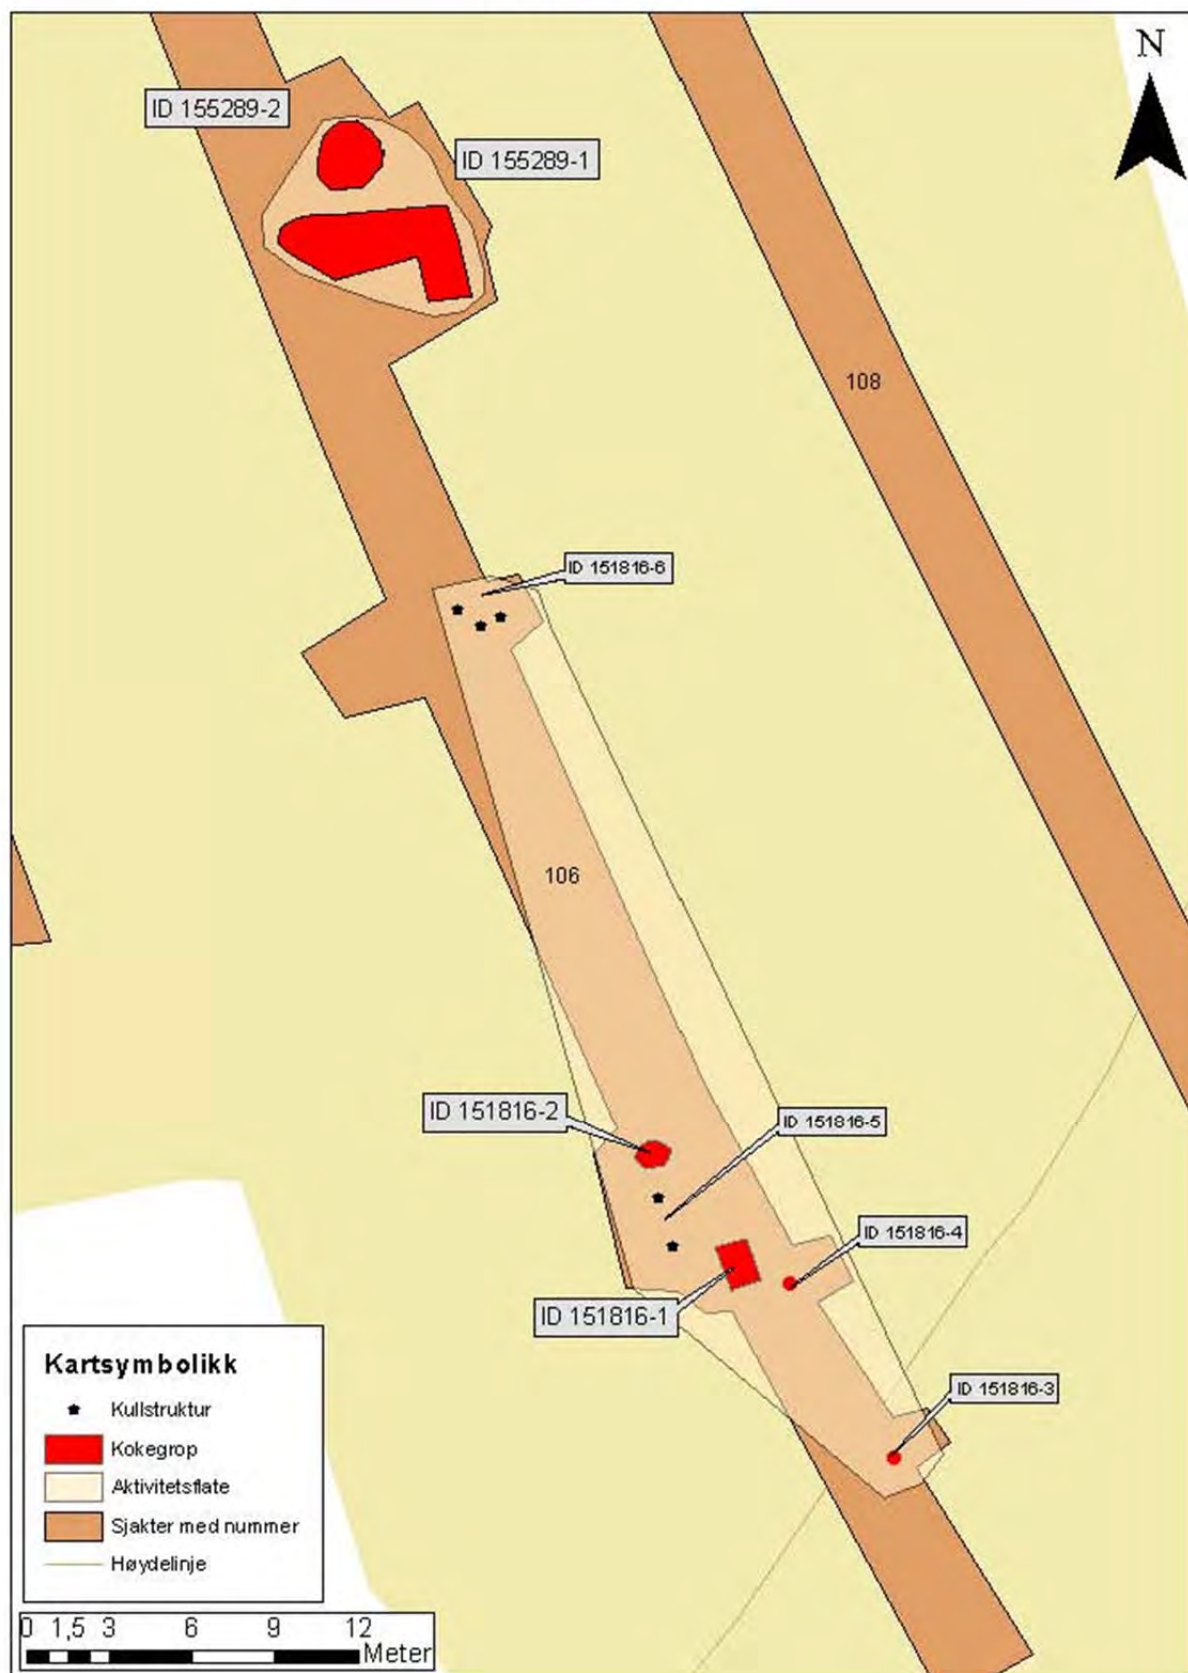 N
ID 155289-2
ID 155289-1
108
ID 151816-6
106
ID 151816-2
ID 151816-5
ID 151816-4
ID 151816-1
ID 151816-3
Kartsymbolikk
Kullstruktur
Kokegrop
Aktivitetsflate
Sjakter med nummer
Høydelinje
0 1,5 3 6 9 12
Meter